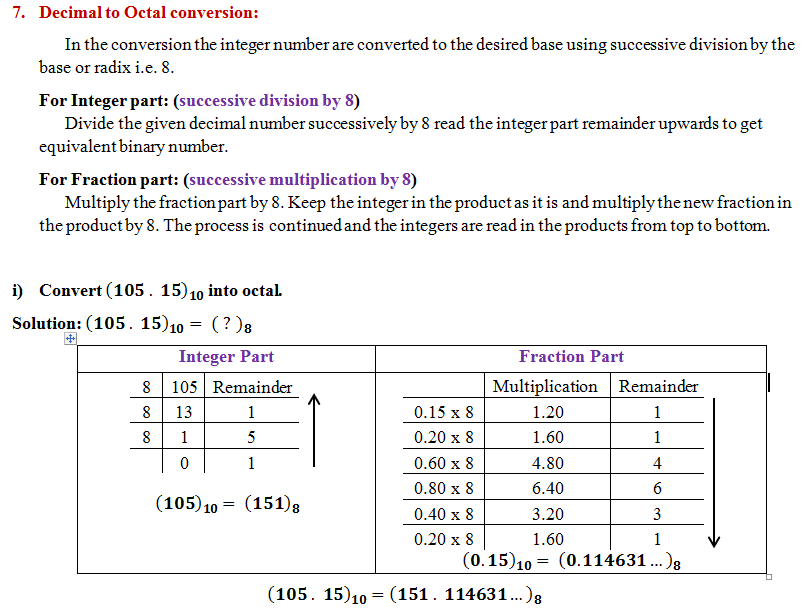 7. Decimal to Octal conversion:
In the conversion the integer number are converted to the desired base using successive division by the
base or radix i.e. 8.
For Integer part: (successive division by 8)
Divide the given decimal number successively by 8 read the integer part remainder upwards to get
equivalent binary number.
For Fraction part: (successive multiplication by 8)
Multiply the fraction part by 8. Keep the integer in the product as it is and multiply the new fraction in
the product by 8. The process is continued and the integers are read in the products from top to bottom.
i) Convert (105 . 15)₁₀ into octal.
Solution: (105 . 15)₁₀ = ( ? )₈
Integer Part
8 105 Remainder
8 13 1
8 1 5
0 1
(105)₁₀ = (151)₈
Fraction Part
Multiplication Remainder
0.15 x 8 1.20 1
0.20 x 8 1.60 1
0.60 x 8 4.80 4
0.80 x 8 6.40 6
0.40 x 8 3.20 3
0.20 x 8 1.60 1
(0.15)₁₀ = (0.114631 ... )₈
(105 . 15)₁₀ = (151 . 114631 ... )₈